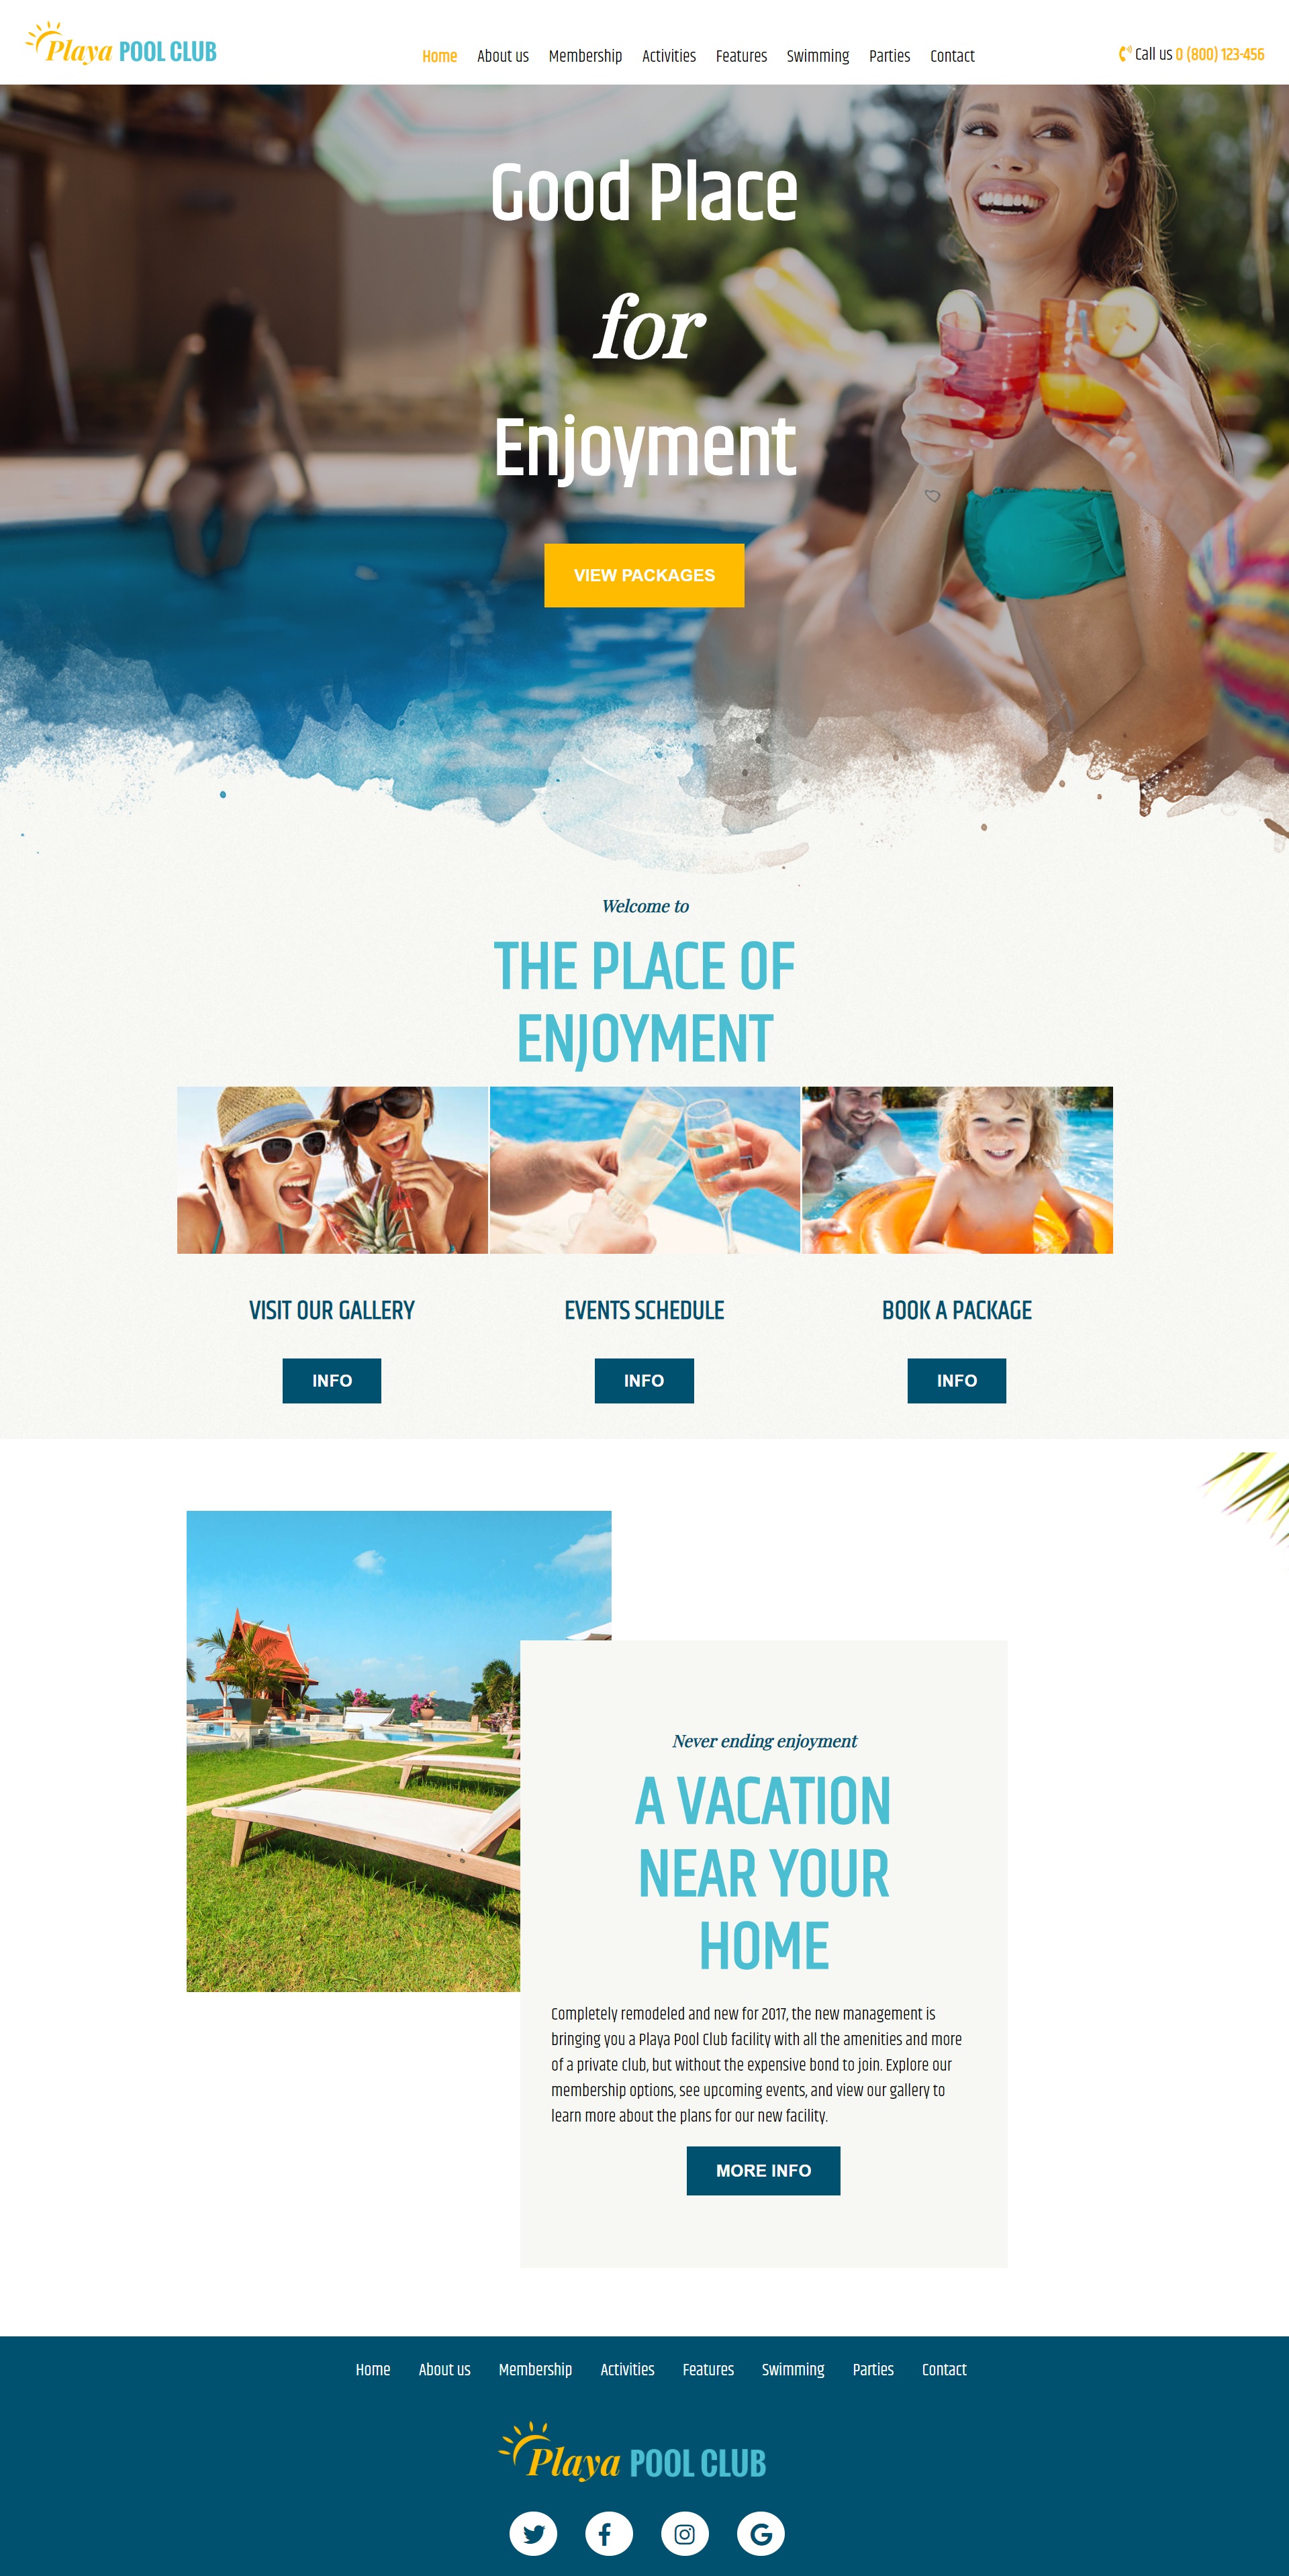 Playa POOL CLUB
Home About us Membership Activities Features Swimming Parties Contact
Call us 0 (800) 123-456
Good Place
for
Enjoyment
VIEW PACKAGES
Welcome to
THE PLACE OF
ENJOYMENT
VISIT OUR GALLERY
EVENTS SCHEDULE
BOOK A PACKAGE
INFO
INFO
INFO
Never ending enjoyment
A VACATION
NEAR YOUR
HOME
Completely remodeled and new for 2017, the new management is
bringing you a Playa Pool Club facility with all the amenities and more
of a private club, but without the expensive bond to join. Explore our
membership options, see upcoming events, and view our gallery to
learn more about the plans for our new facility.
MORE INFO
Home About us Membership Activities Features Swimming Parties Contact
Playa POOL CLUB